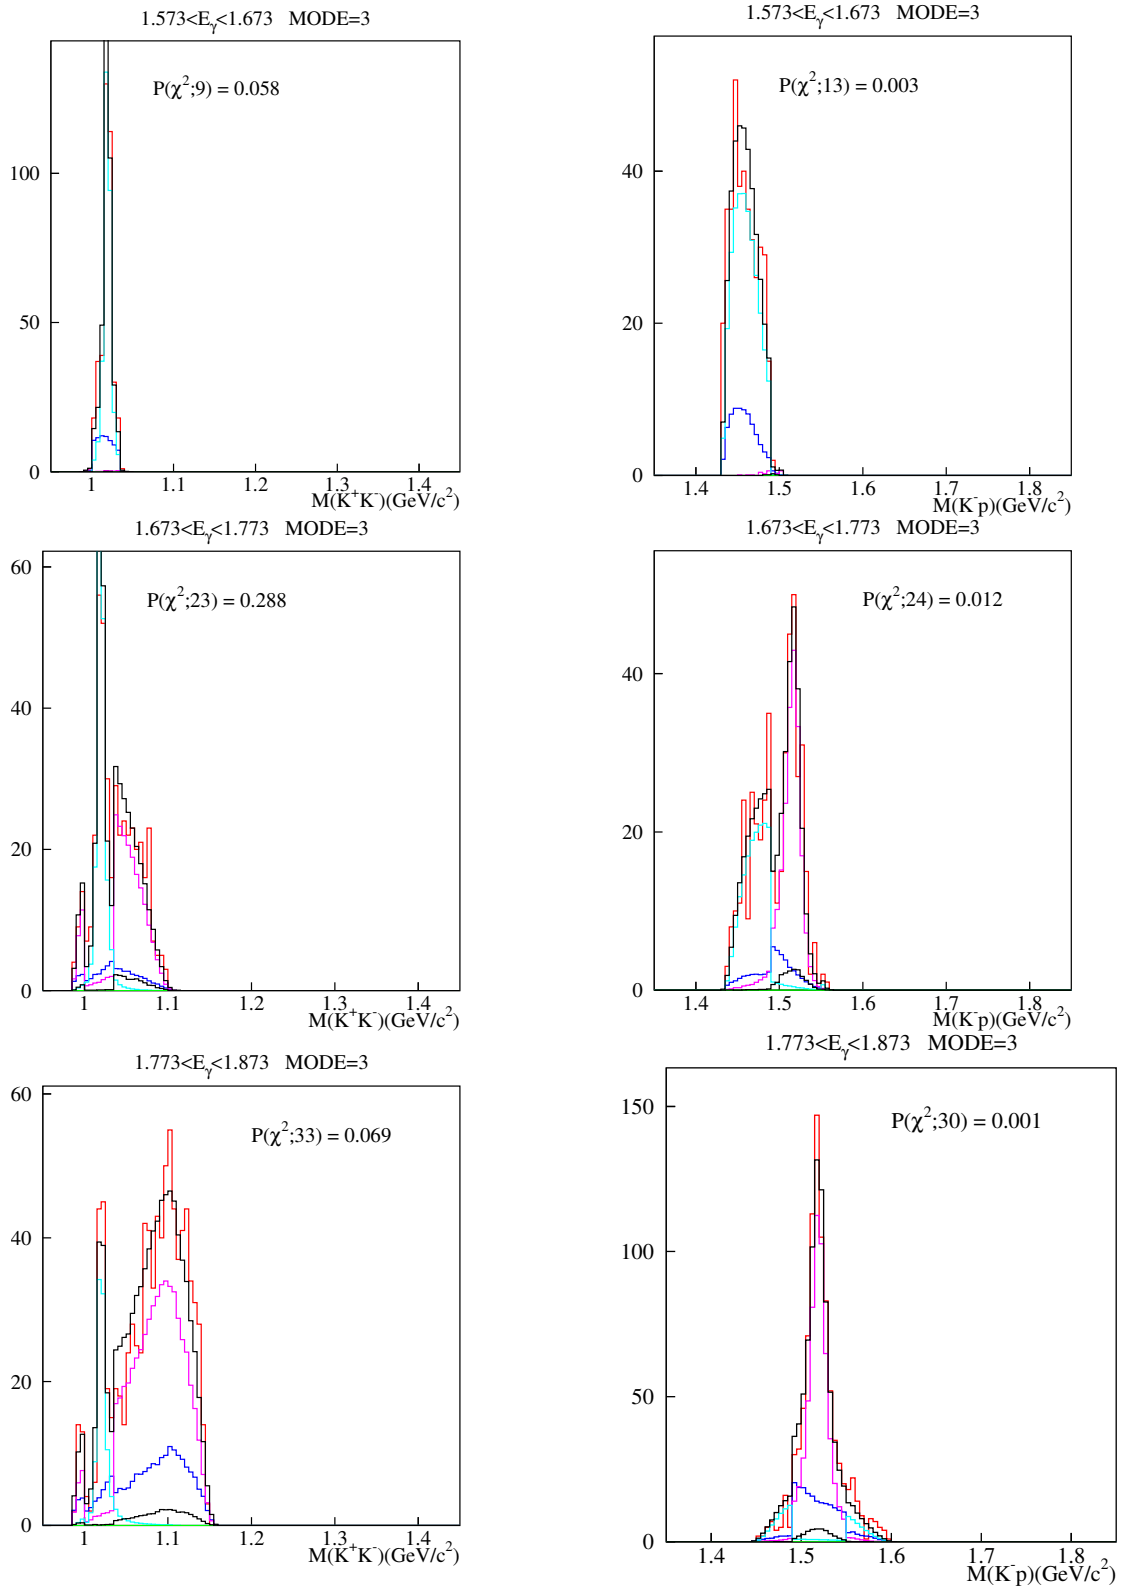 1.573<Eγ<1.673 MODE=3
P(χ²;9) = 0.058
100
50
0
1 1.1 1.2 1.3 1.4
M(K⁺K⁻)(GeV/c²)
1.573<Eγ<1.673 MODE=3
P(χ²;13) = 0.003
40
20
0
1.4 1.5 1.6 1.7 1.8
M(K⁻p)(GeV/c²)
1.673<Eγ<1.773 MODE=3
P(χ²;23) = 0.288
60
40
20
0
1 1.1 1.2 1.3 1.4
M(K⁺K⁻)(GeV/c²)
1.673<Eγ<1.773 MODE=3
P(χ²;24) = 0.012
40
20
0
1.4 1.5 1.6 1.7 1.8
M(K⁻p)(GeV/c²)
1.773<Eγ<1.873 MODE=3
P(χ²;33) = 0.069
60
40
20
0
1 1.1 1.2 1.3 1.4
M(K⁺K⁻)(GeV/c²)
1.773<Eγ<1.873 MODE=3
P(χ²;30) = 0.001
150
100
50
0
1.4 1.5 1.6 1.7 1.8
M(K⁻p)(GeV/c²)